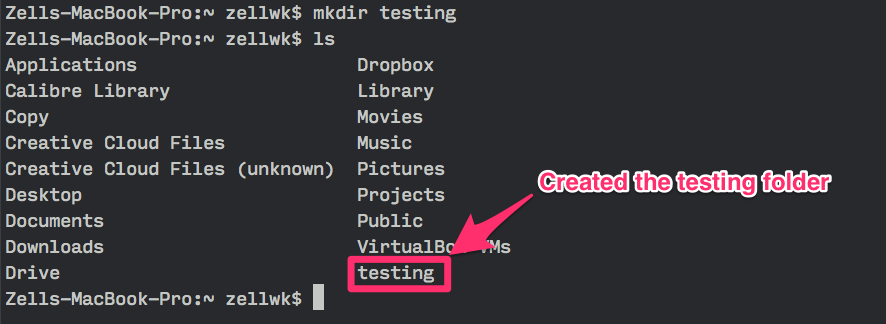 Zells-MacBook-Pro:~ zellwk$ mkdir testing
Zells-MacBook-Pro:~ zellwk$ ls
Applications Dropbox
Calibre Library Library
Copy Movies
Creative Cloud Files Music
Creative Cloud Files (unknown) Pictures
Created the testing folder
Desktop Projects
Documents Public
Downloads VirtualBox VMs
Drive testing
Zells-MacBook-Pro:~ zellwk$